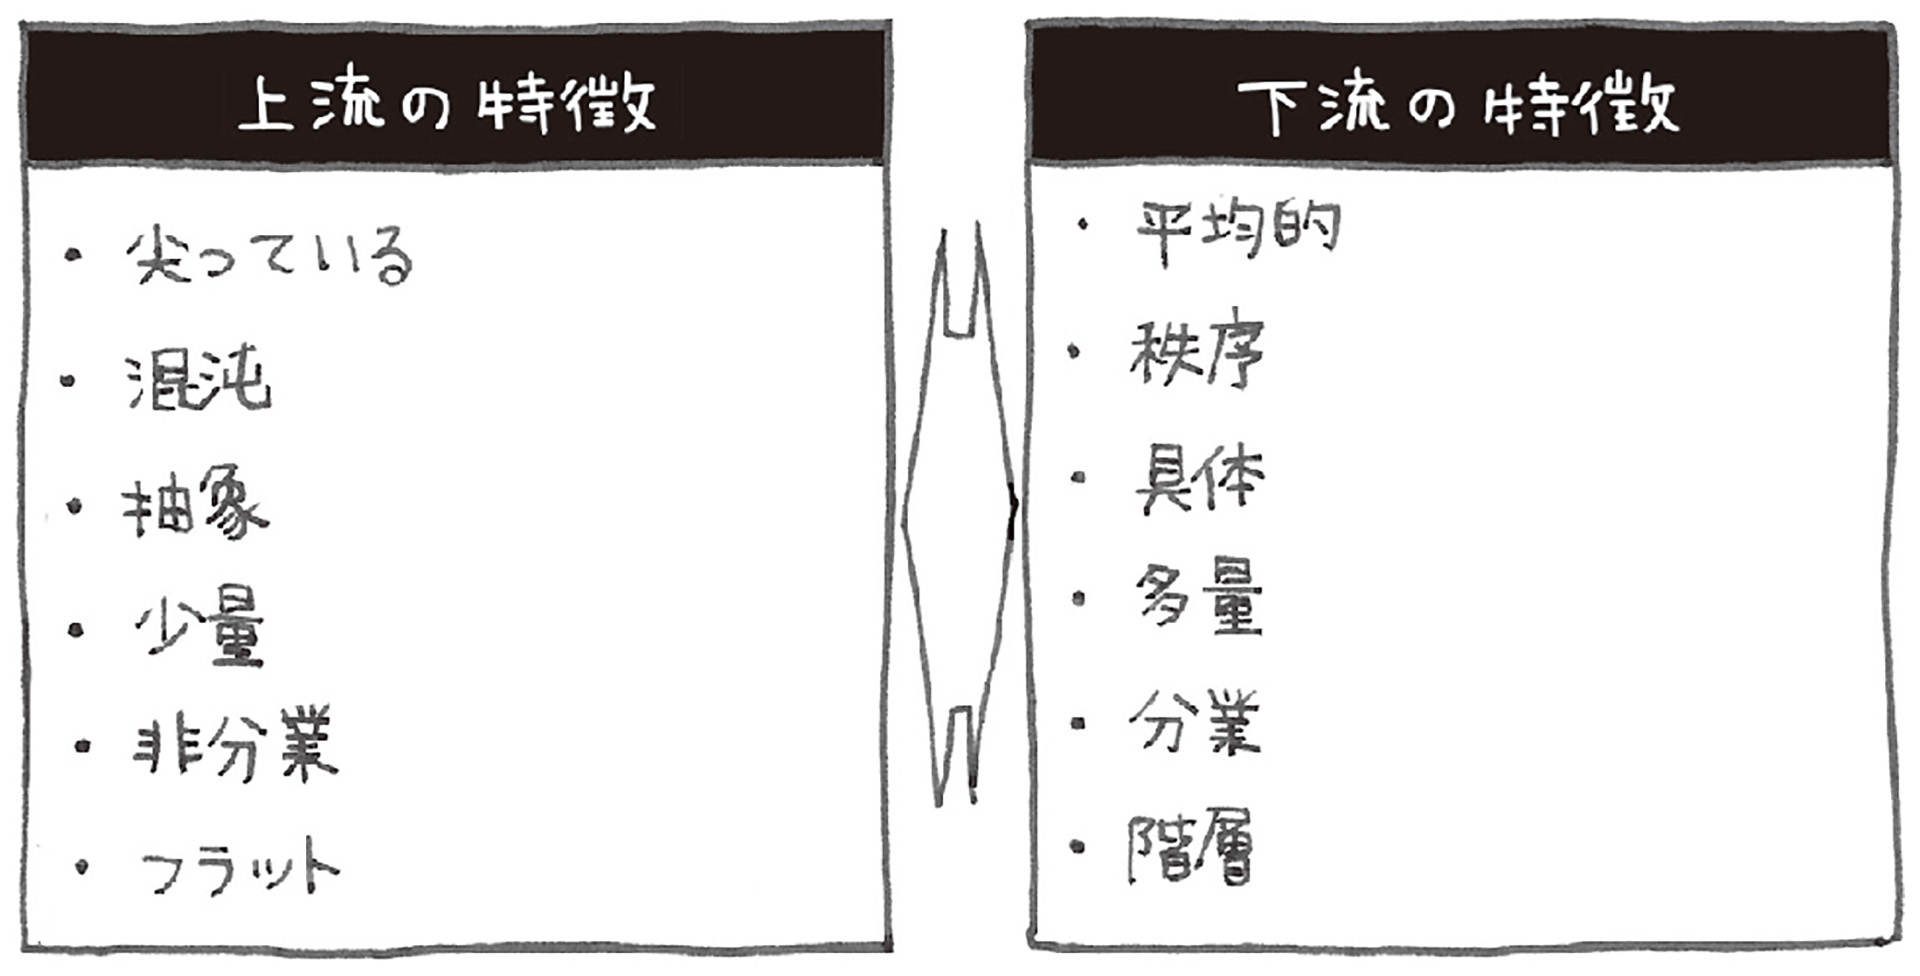 上流の特徴
・尖っている
・混沌
・抽象
・少量
・非分業
・フラット
下流の特徴
・平均的
・秩序
・具体
・多量
・分業
・階層